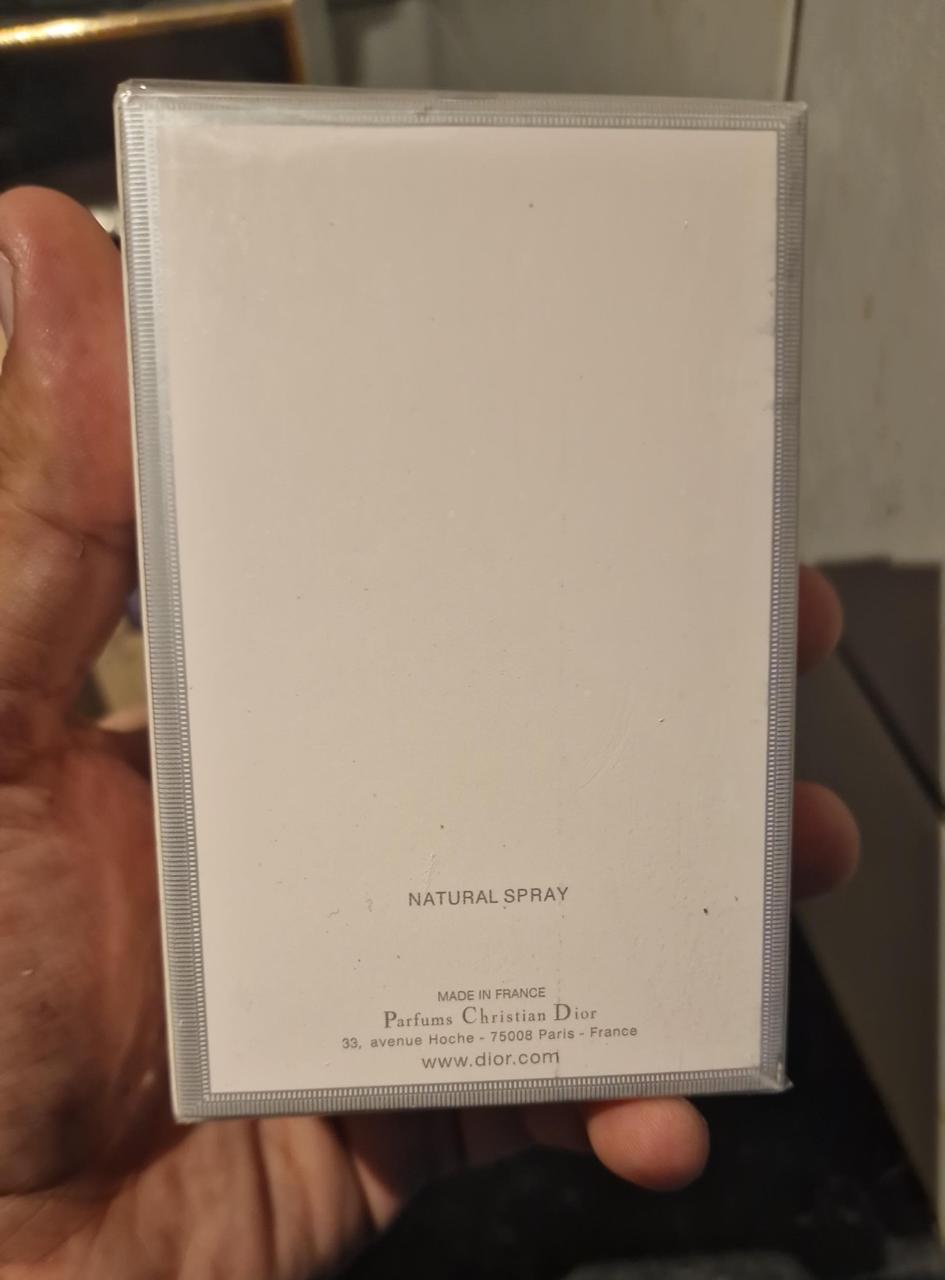 NATURAL SPRAY
MADE IN FRANCE
Parfums Christian Dior
33, avenue Hoche - 75008 Paris - France
www.dior.com